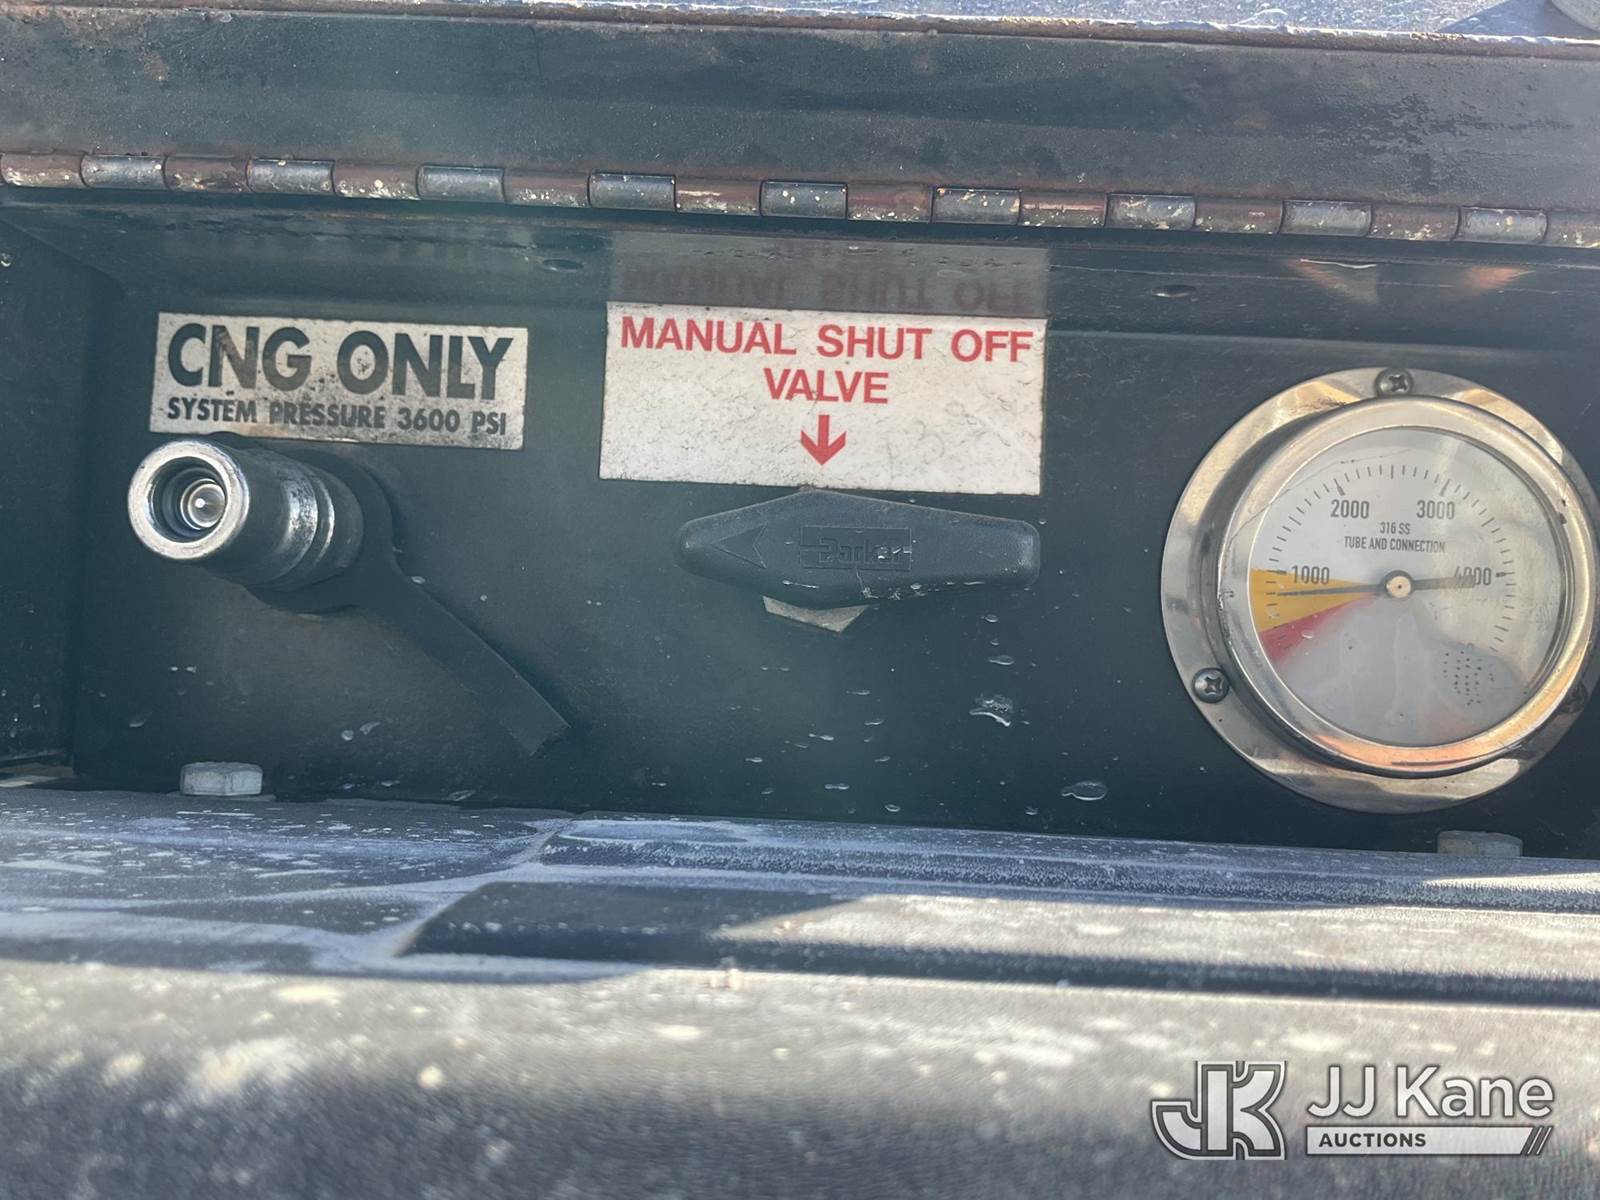 CNG ONLY
SYSTEM PRESSURE 3600 PSI
MANUAL SHUT OFF
VALVE
Parker
2000 3000
316 SS
TUBE AND CONNECTION
1000 4000
JK JJ Kane
AUCTIONS